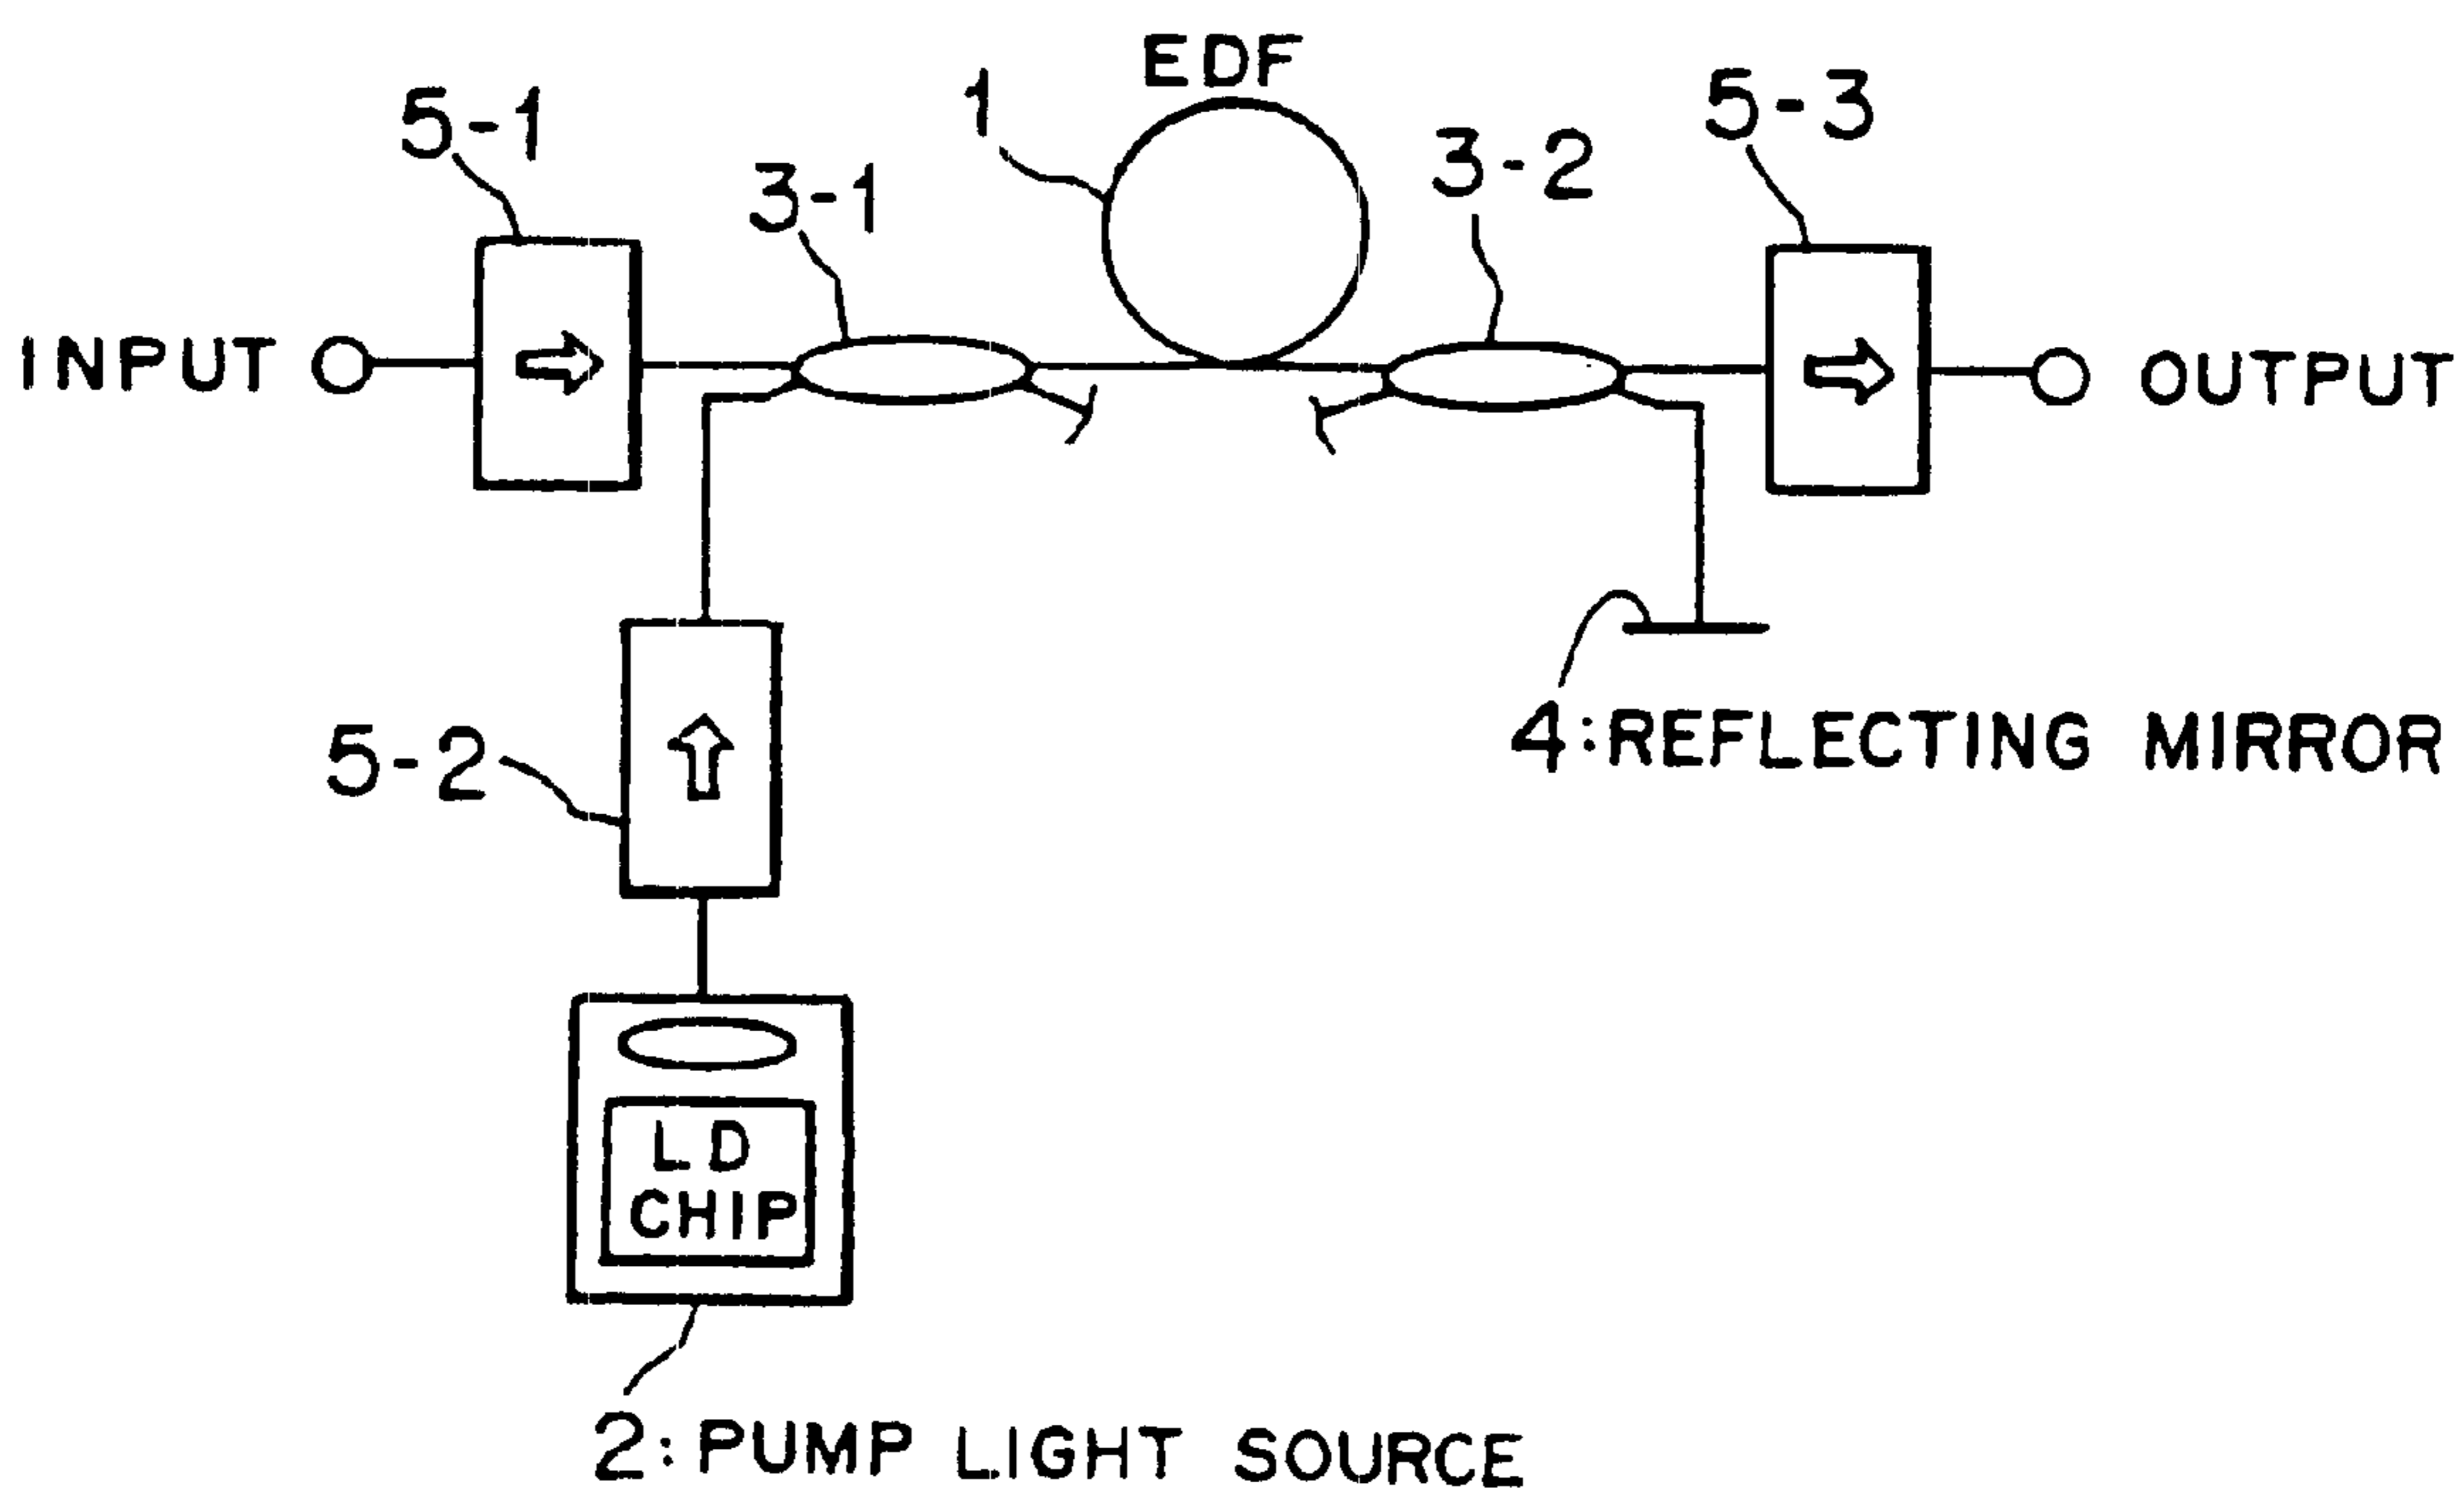 EDF
5-1
1
3-1
3-2
5-3
INPUT
OUTPUT
5-2
4:REFLECTING MIRROR
LD
CHIP
2:PUMP LIGHT SOURCE